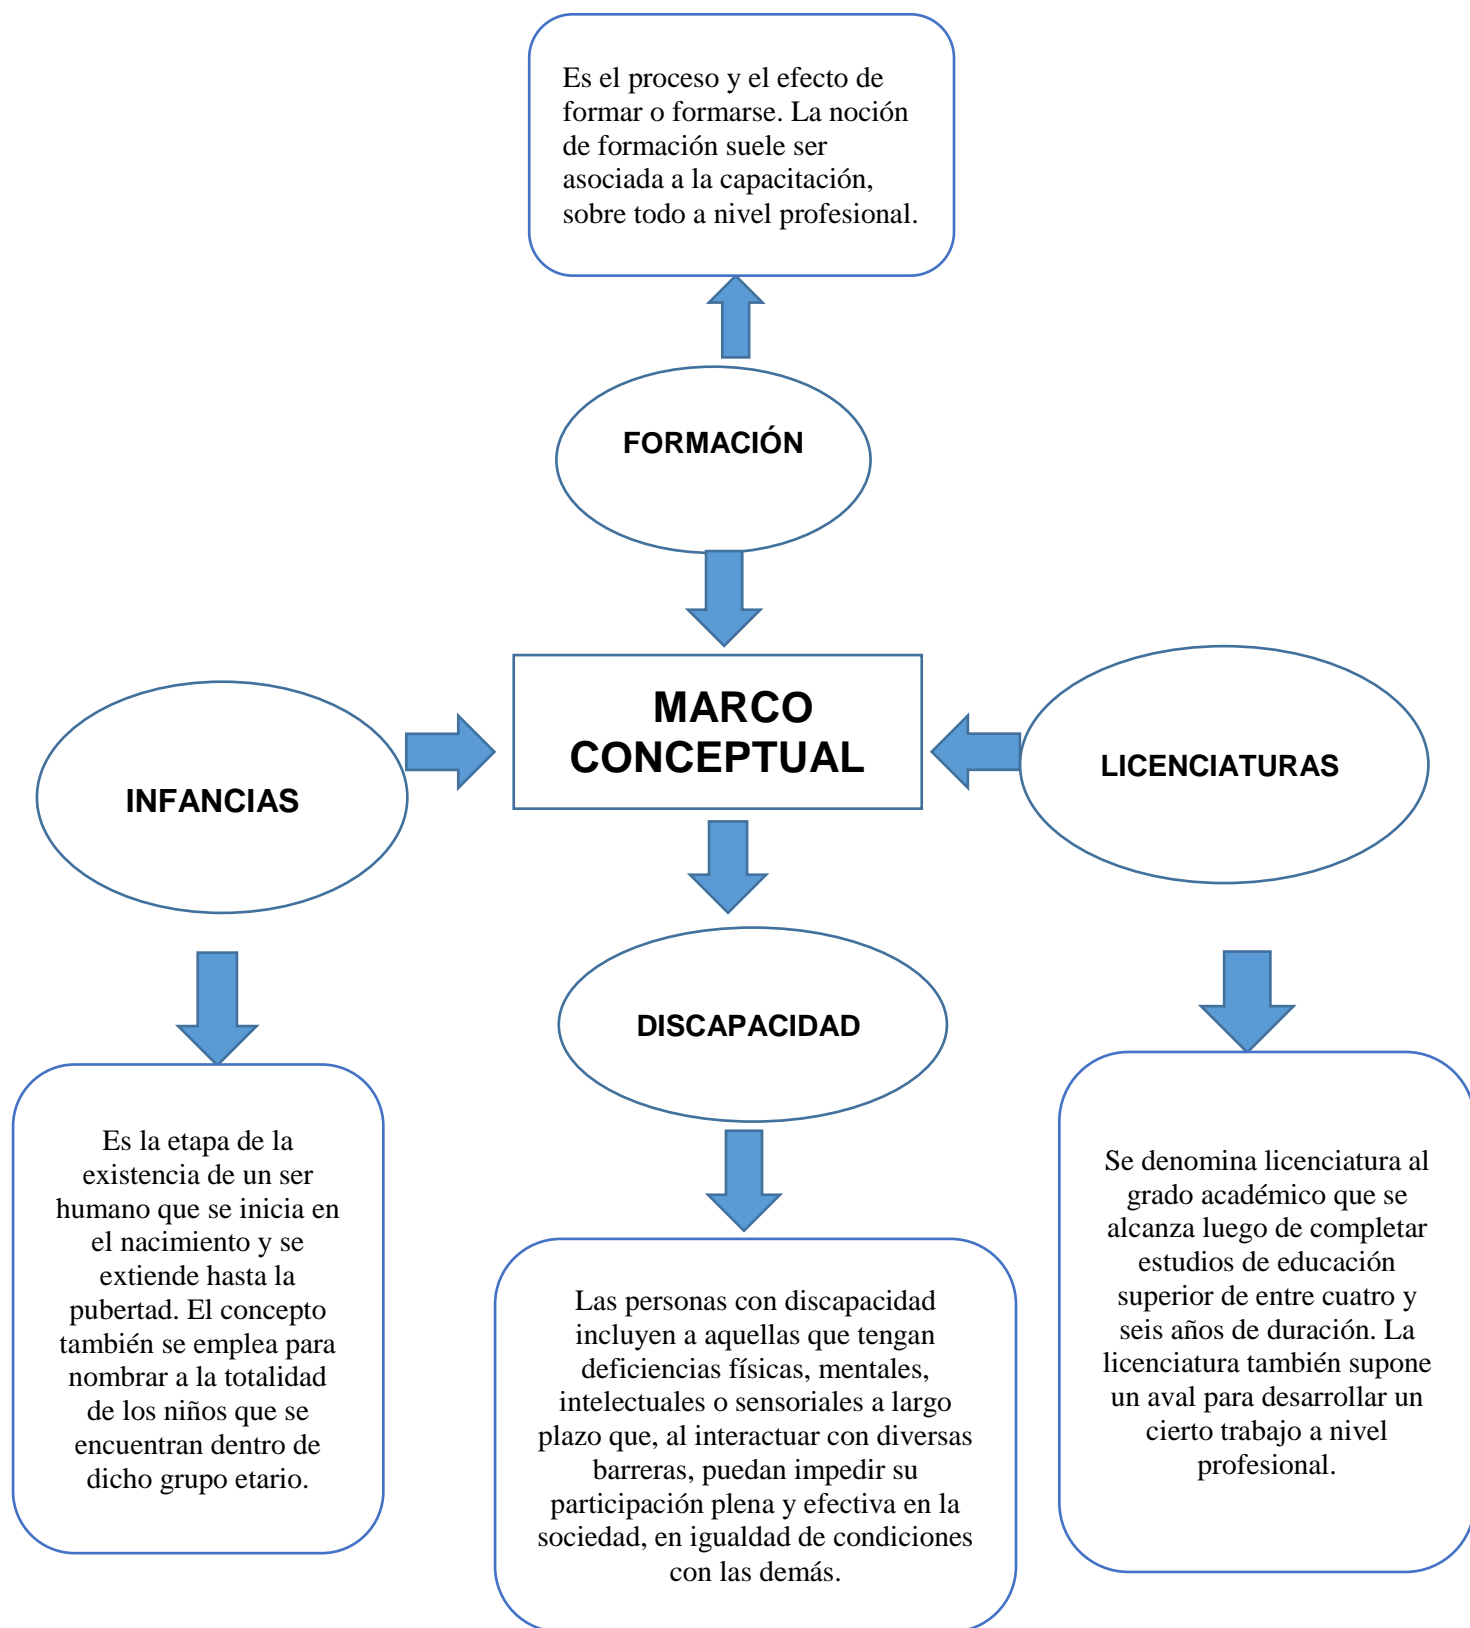 Es el proceso y el efecto de
formar o formarse. La noción
de formación suele ser
asociada a la capacitación,
sobre todo a nivel profesional.
FORMACIÓN
MARCO
CONCEPTUAL
INFANCIAS
LICENCIATURAS
DISCAPACIDAD
Es la etapa de la
existencia de un ser
humano que se inicia en
el nacimiento y se
extiende hasta la
pubertad. El concepto
también se emplea para
nombrar a la totalidad
de los niños que se
encuentran dentro de
dicho grupo etario.
Las personas con discapacidad
incluyen a aquellas que tengan
deficiencias físicas, mentales,
intelectuales o sensoriales a largo
plazo que, al interactuar con diversas
barreras, puedan impedir su
participación plena y efectiva en la
sociedad, en igualdad de condiciones
con las demás.
Se denomina licenciatura al
grado académico que se
alcanza luego de completar
estudios de educación
superior de entre cuatro y
seis años de duración. La
licenciatura también supone
un aval para desarrollar un
cierto trabajo a nivel
profesional.